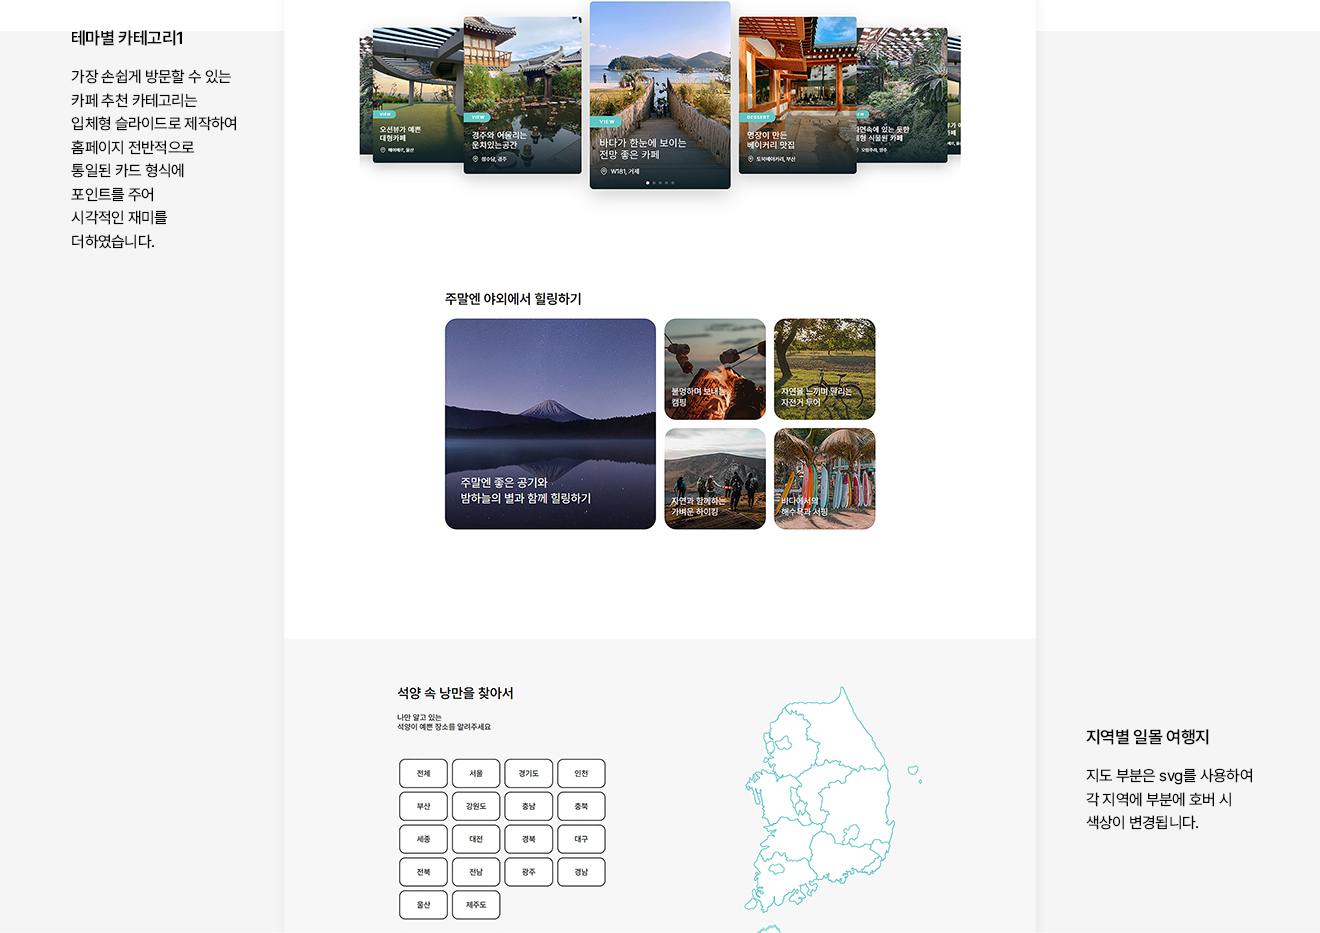 테마별 카테고리1
가장 손쉽게 방문할 수 있는
카페 추천 카테고리는
입체형 슬라이드로 제작하여
홈페이지 전반적으로
통일된 카드 형식에
포인트를 주어
시각적인 재미를
더하였습니다.
VIEW
오션뷰가 예쁜
대형카페
VIEW
경주와 어울리는
운치있는공간
VIEW
바다가 한눈에 보이는
전망 좋은 카페
W181, 거제
DESSERT
명장이 만든
베이커리 맛집
토약베이커리, 부산
주말엔 야외에서 힐링하기
주말엔 좋은 공기와
밤하늘의 별과 함께 힐링하기
불멍하며 보내는
캠핑
자연을 느끼며 달리는
자전거 투어
자연과 함께하는
가벼운 하이킹
바다에서의
해수욕과 서핑
석양 속 낭만을 찾아서
나만 알고 있는
석양이 예쁜 장소를 알려주세요
전체 서울 경기도 인천
부산 강원도 충남 충북
세종 대전 경북 대구
전북 전남 광주 경남
울산 제주도
지역별 일몰 여행지
지도 부분은 svg를 사용하여
각 지역에 부분에 호버 시
색상이 변경됩니다.